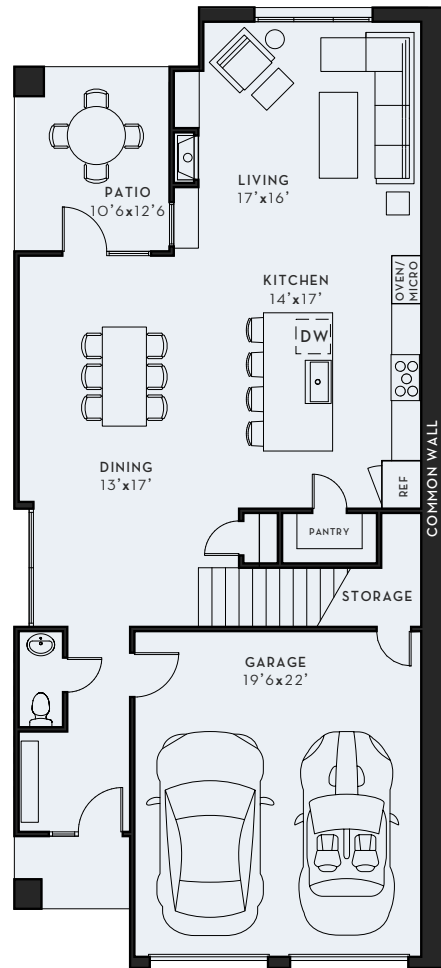 PATIO
10'6x12'6
LIVING
17'x16'
KITCHEN
14'x17'
OVEN/
MICRO
DW
DINING
13'x17'
REF
COMMON WALL
PANTRY
STORAGE
GARAGE
19'6x22'